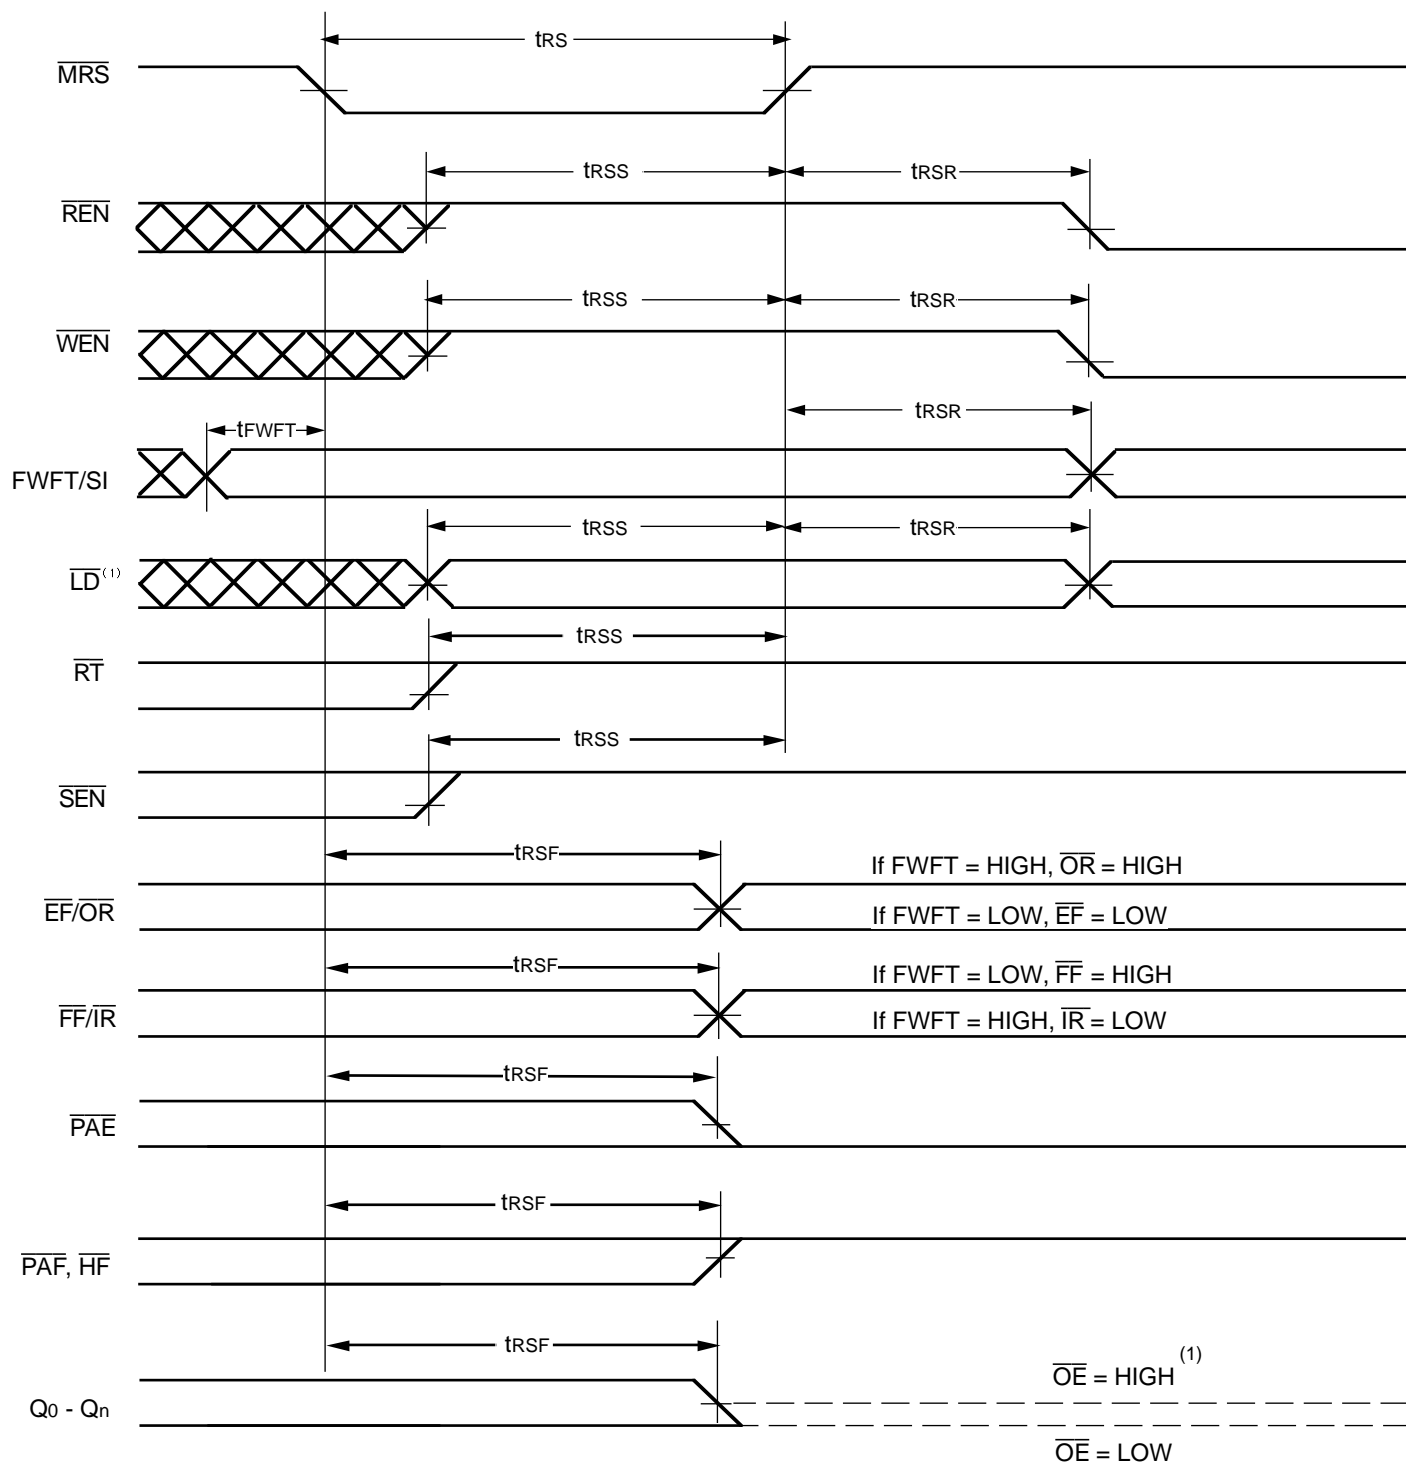 tRS
MRS
tRSS
tRSR
REN
tRSS
tRSR
WEN
tRSR
tFWFT
FWFT/SI
tRSS
tRSR
LD(1)
tRSS
RT
tRSS
SEN
tRSF
If FWFT = HIGH, OR = HIGH
EF/OR
If FWFT = LOW, EF = LOW
tRSF
If FWFT = LOW, FF = HIGH
FF/IR
If FWFT = HIGH, IR = LOW
tRSF
PAE
tRSF
PAF, HF
tRSF
OE = HIGH(1)
Q0 - Qn
OE = LOW